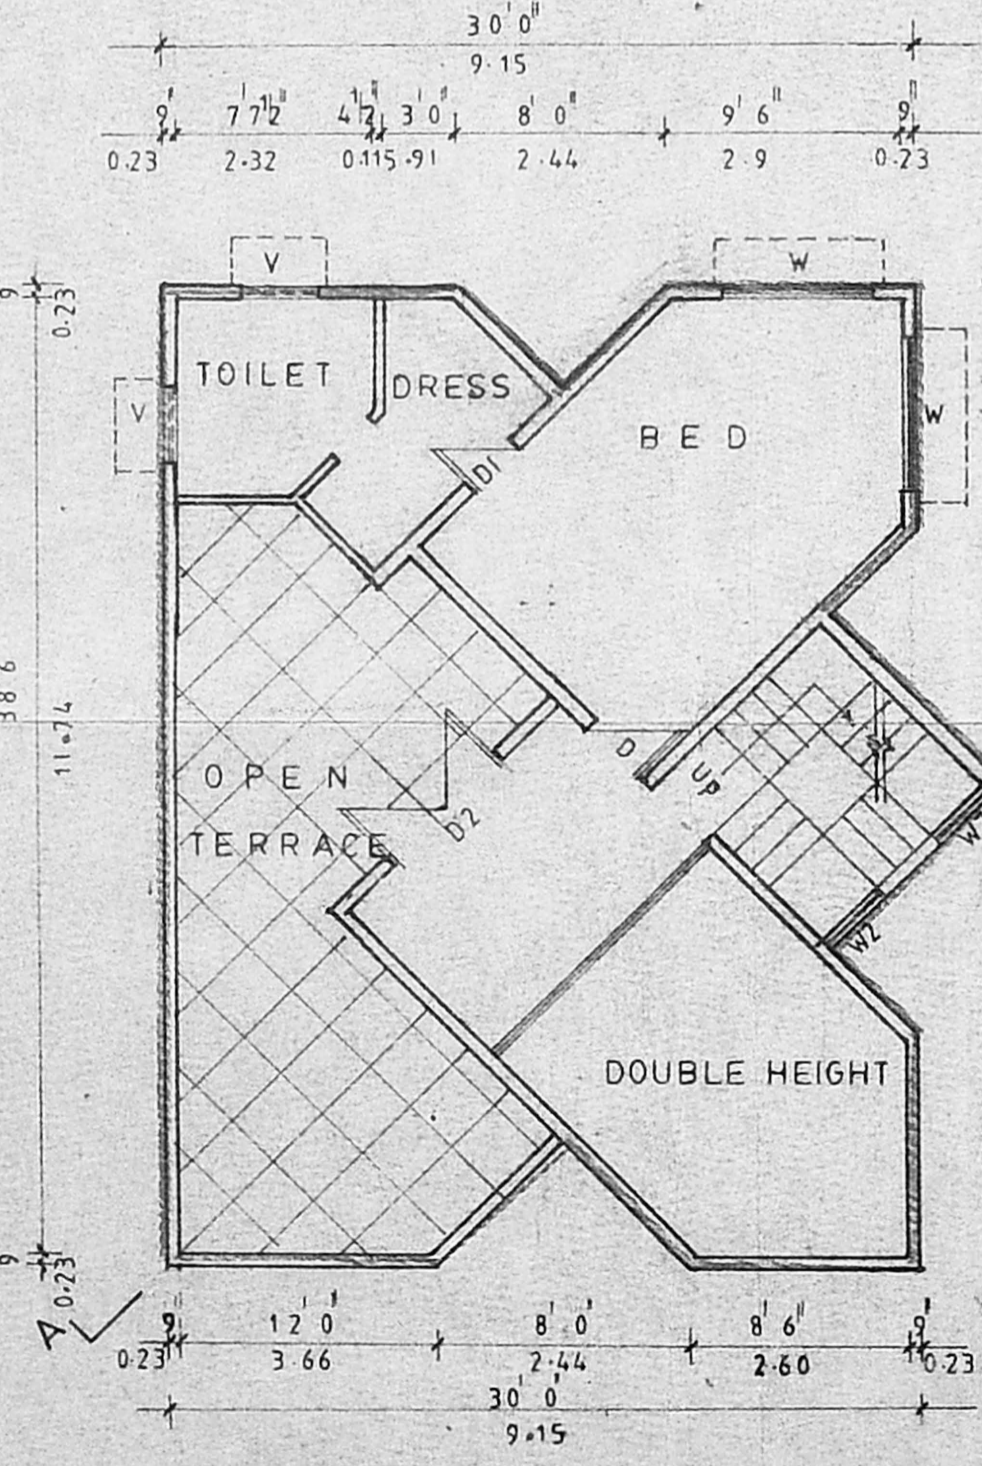 30' 0"
9.15
9" 7' 7½" 4½" 3' 0" 8' 0" 9' 6" 9"
0.23 2.32 0.115 .91 2.44 2.9 0.23
V W
9 0.23
TOILET DRESS
V W
BED
D1
38 6 11.74
OPEN
TERRACE
D UP
D2
W
W2
DOUBLE HEIGHT
9 0.23
A
9" 12' 0" 8' 0" 8' 6" 9"
0.23 3.66 2.44 2.60 0.23
30' 0"
9.15